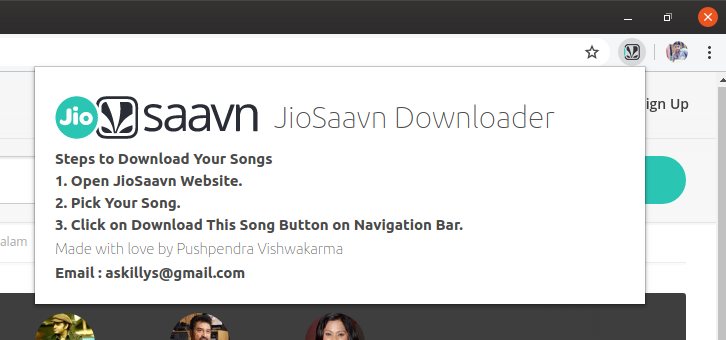 ign Up
Jio saavn JioSaavn Downloader
Steps to Download Your Songs
1. Open JioSaavn Website.
2. Pick Your Song.
3. Click on Download This Song Button on Navigation Bar.
alam
Made with love by Pushpendra Vishwakarma
Email : askillys@gmail.com